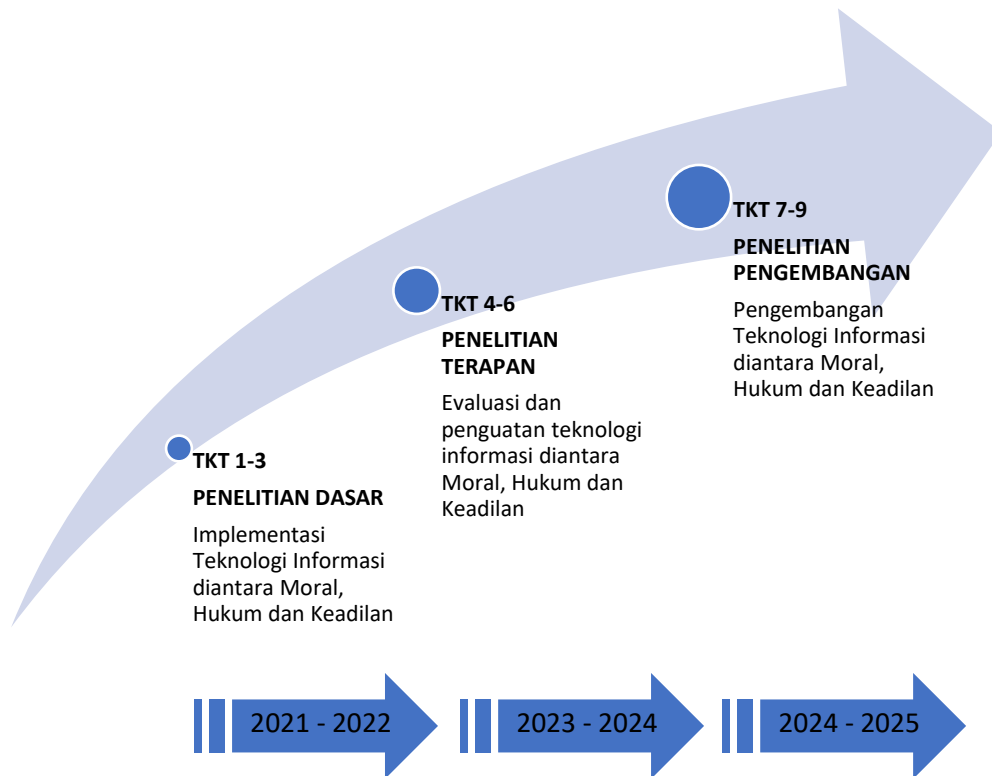 TKT 1-3
PENELITIAN DASAR
Implementasi
Teknologi Informasi
diantara Moral,
Hukum dan Keadilan
TKT 4-6
PENELITIAN
TERAPAN
Evaluasi dan
penguatan teknologi
informasi diantara
Moral, Hukum dan
Keadilan
TKT 7-9
PENELITIAN
PENGEMBANGAN
Pengembangan
Teknologi Informasi
diantara Moral,
Hukum dan Keadilan
2021 - 2022
2023 - 2024
2024 - 2025